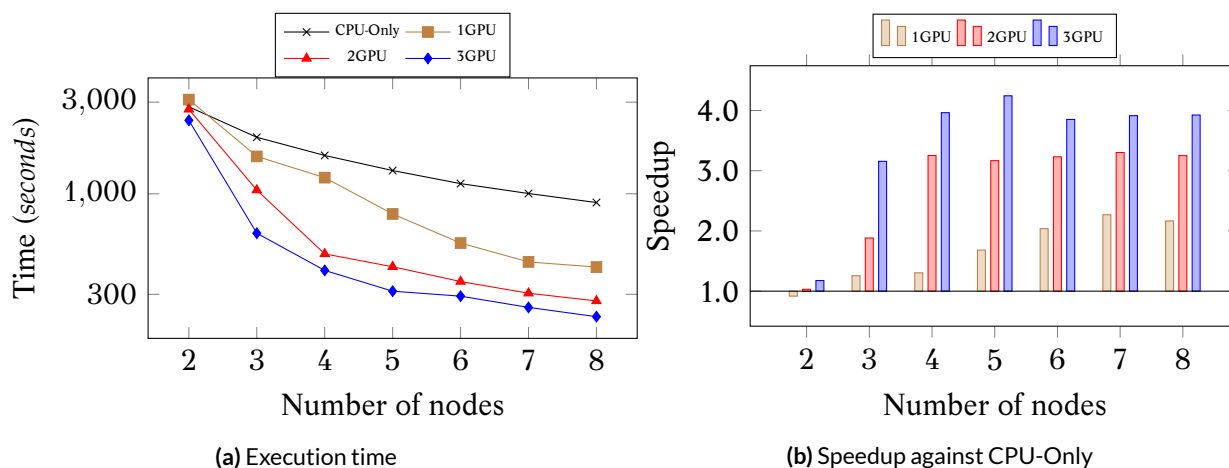 CPU-Only 1GPU
2GPU 3GPU
3,000
1,000
300
Time (seconds)
2 3 4 5 6 7 8
Number of nodes
(a) Execution time
1GPU 2GPU 3GPU
4.0
3.0
2.0
1.0
Speedup
2 3 4 5 6 7 8
Number of nodes
(b) Speedup against CPU-Only